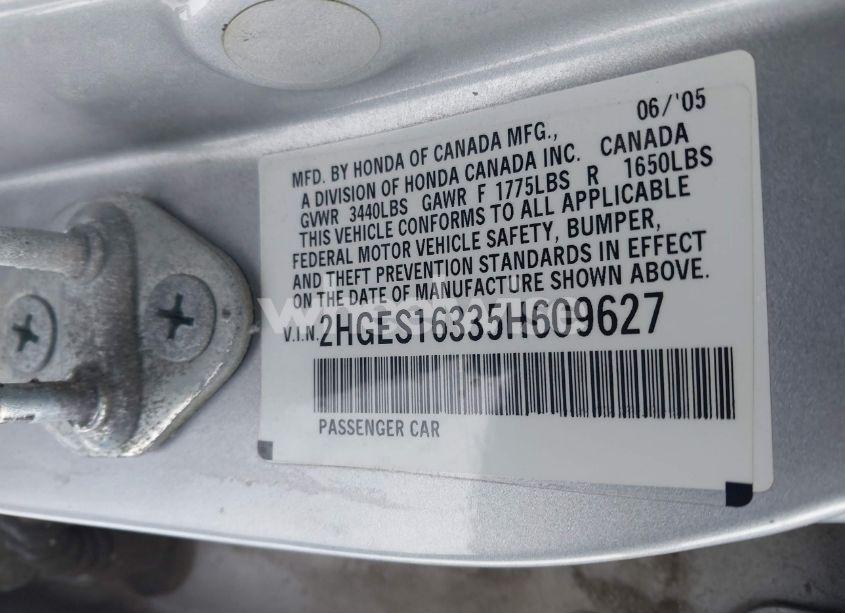 06/'05
MFD. BY HONDA OF CANADA MFG.,
A DIVISION OF HONDA CANADA INC. CANADA
GVWR 3440LBS GAWR F 1775LBS R 1650LBS
THIS VEHICLE CONFORMS TO ALL APPLICABLE
FEDERAL MOTOR VEHICLE SAFETY, BUMPER,
AND THEFT PREVENTION STANDARDS IN EFFECT
ON THE DATE OF MANUFACTURE SHOWN ABOVE.
V.I.N. 2HGES16335H609627
PASSENGER CAR